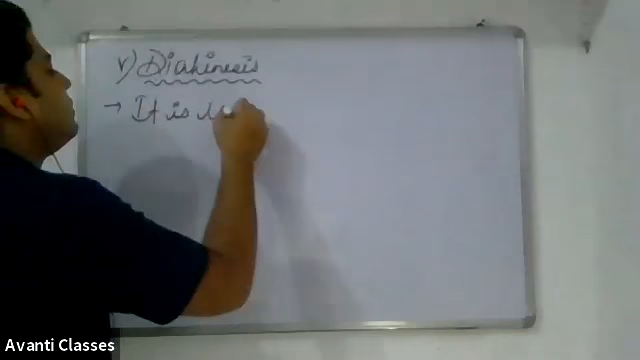 v) Diakinesis
→ It is
Avanti Classes